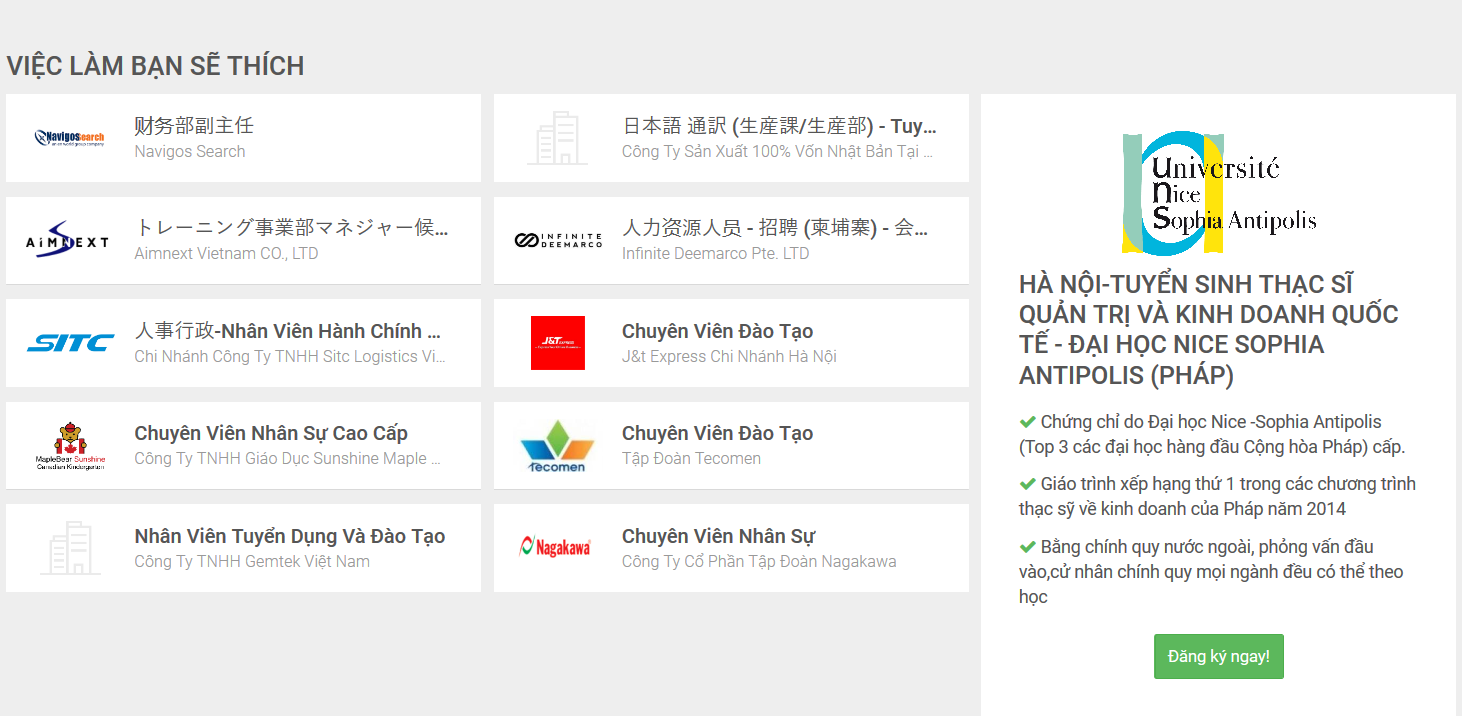 VIỆC LÀM BẠN SẼ THÍCH
Navigos search
财务部副主任
Navigos Search
日本語 通訳 (生産課/生産部) - Tuy...
Công Ty Sản Xuất 100% Vốn Nhật Bản Tại ...
AIMNEXT
トレーニング事業部マネジャー候...
Aimnext Vietnam CO., LTD
INFINITE
DEEMARCO
人力资源人员 - 招聘 (柬埔寨) - 会...
Infinite Deemarco Pte. LTD
SITC
人事行政-Nhân Viên Hành Chính ...
Chi Nhánh Công Ty TNHH Sitc Logistics Vi...
J&T EXPRESS
Chuyên Viên Đào Tạo
J&t Express Chi Nhánh Hà Nội
MapleBear Sunshine
Canadian Kindergarten
Chuyên Viên Nhân Sự Cao Cấp
Công Ty TNHH Giáo Dục Sunshine Maple ...
Tecomen
Chuyên Viên Đào Tạo
Tập Đoàn Tecomen
Nhân Viên Tuyển Dụng Và Đào Tạo
Công Ty TNHH Gemtek Việt Nam
Nagakawa
Chuyên Viên Nhân Sự
Công Ty Cổ Phần Tập Đoàn Nagakawa
Université
Nice
Sophia Antipolis
HÀ NỘI-TUYỂN SINH THẠC SĨ
QUẢN TRỊ VÀ KINH DOANH QUỐC
TẾ - ĐẠI HỌC NICE SOPHIA
ANTIPOLIS (PHÁP)
Chứng chỉ do Đại học Nice -Sophia Antipolis
(Top 3 các đại học hàng đầu Cộng hòa Pháp) cấp.
Giáo trình xếp hạng thứ 1 trong các chương trình
thạc sỹ về kinh doanh của Pháp năm 2014
Bằng chính quy nước ngoài, phỏng vấn đầu
vào,cử nhân chính quy mọi ngành đều có thể theo
học
Đăng ký ngay!